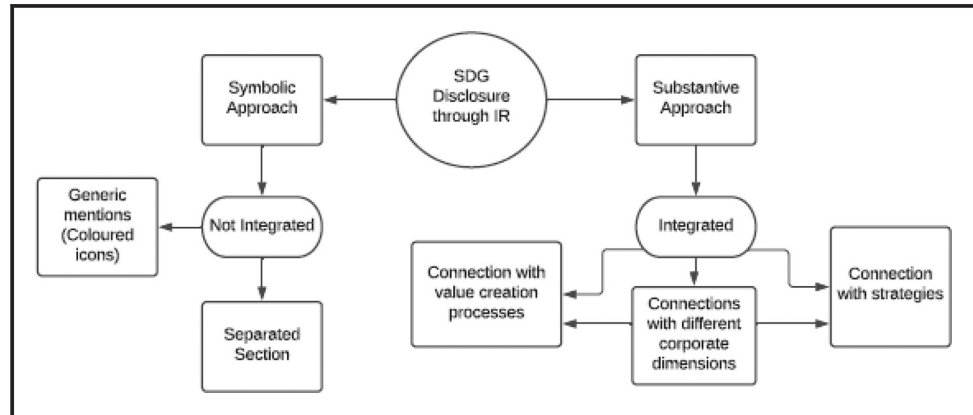 SDG
Disclosure
through IR
Symbolic
Approach
Substantive
Approach
Generic
mentions
(Coloured
icons)
Not Integrated
Integrated
Separated
Section
Connection with
value creation
processes
Connections
with different
corporate
dimensions
Connection
with strategies